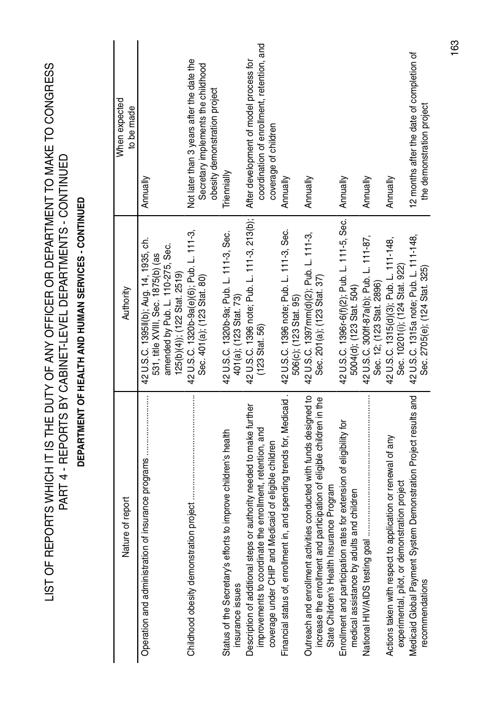 LIST OF REPORTS WHICH IT IS THE DUTY OF ANY OFFICER OR DEPARTMENT TO MAKE TO CONGRESS
PART 4 - REPORTS BY CABINET-LEVEL DEPARTMENTS - CONTINUED
DEPARTMENT OF HEALTH AND HUMAN SERVICES - CONTINUED
Nature of report
Authority
When expected
to be made
Operation and administration of insurance programs
42 U.S.C. 1395ll(b); Aug. 14, 1935, ch.
531, title XVIII, Sec. 1875(b) (as
amended by Pub. L. 110-275, Sec.
125(b)(4)); (122 Stat. 2519)
Annually
Childhood obesity demonstration project
42 U.S.C. 1320b-9a(e)(6); Pub. L. 111-3,
Sec. 401(a); (123 Stat. 80)
Not later than 3 years after the date the
Secretary implements the childhood
obesity demonstration project
Status of the Secretary's efforts to improve children's health
insurance issues
42 U.S.C. 1320b-9a; Pub. L. 111-3, Sec.
401(a); (123 Stat. 73)
Triennially
Description of additional steps or authority needed to make further
improvements to coordinate the enrollment, retention, and
coverage under CHIP and Medicaid of eligible children
42 U.S.C. 1396 note; Pub. L. 111-3, 213(b);
(123 Stat. 56)
After development of model process for
coordination of enrollment, retention, and
coverage of children
Financial status of, enrollment in, and spending trends for, Medicaid .
42 U.S.C. 1396 note; Pub. L. 111-3, Sec.
506(c); (123 Stat. 95)
Annually
Outreach and enrollment activities conducted with funds designed to
increase the enrollment and participation of eligible children in the
State Children's Health Insurance Program
42 U.S.C. 1397mm(d)(2); Pub. L. 111-3,
Sec. 201(a); (123 Stat. 37)
Annually
Enrollment and participation rates for extension of eligibility for
medical assistance by adults and children
42 U.S.C. 1396r-6(f)(2); Pub. L. 111-5, Sec.
5004(d); (123 Stat. 504)
Annually
National HIV/AIDS testing goal
42 U.S.C. 300ff-87a(b); Pub. L. 111-87,
Sec. 12; (123 Stat. 2896)
Annually
Actions taken with respect to application or renewal of any
experimental, pilot, or demonstration project
42 U.S.C. 1315(d)(3); Pub. L. 111-148,
Sec. 10201(i); (124 Stat. 922)
Annually
Medicaid Global Payment System Demonstration Project results and
recommendations
42 U.S.C. 1315a note; Pub. L. 111-148,
Sec. 2705(e); (124 Stat. 325)
12 months after the date of completion of
the demonstration project
163